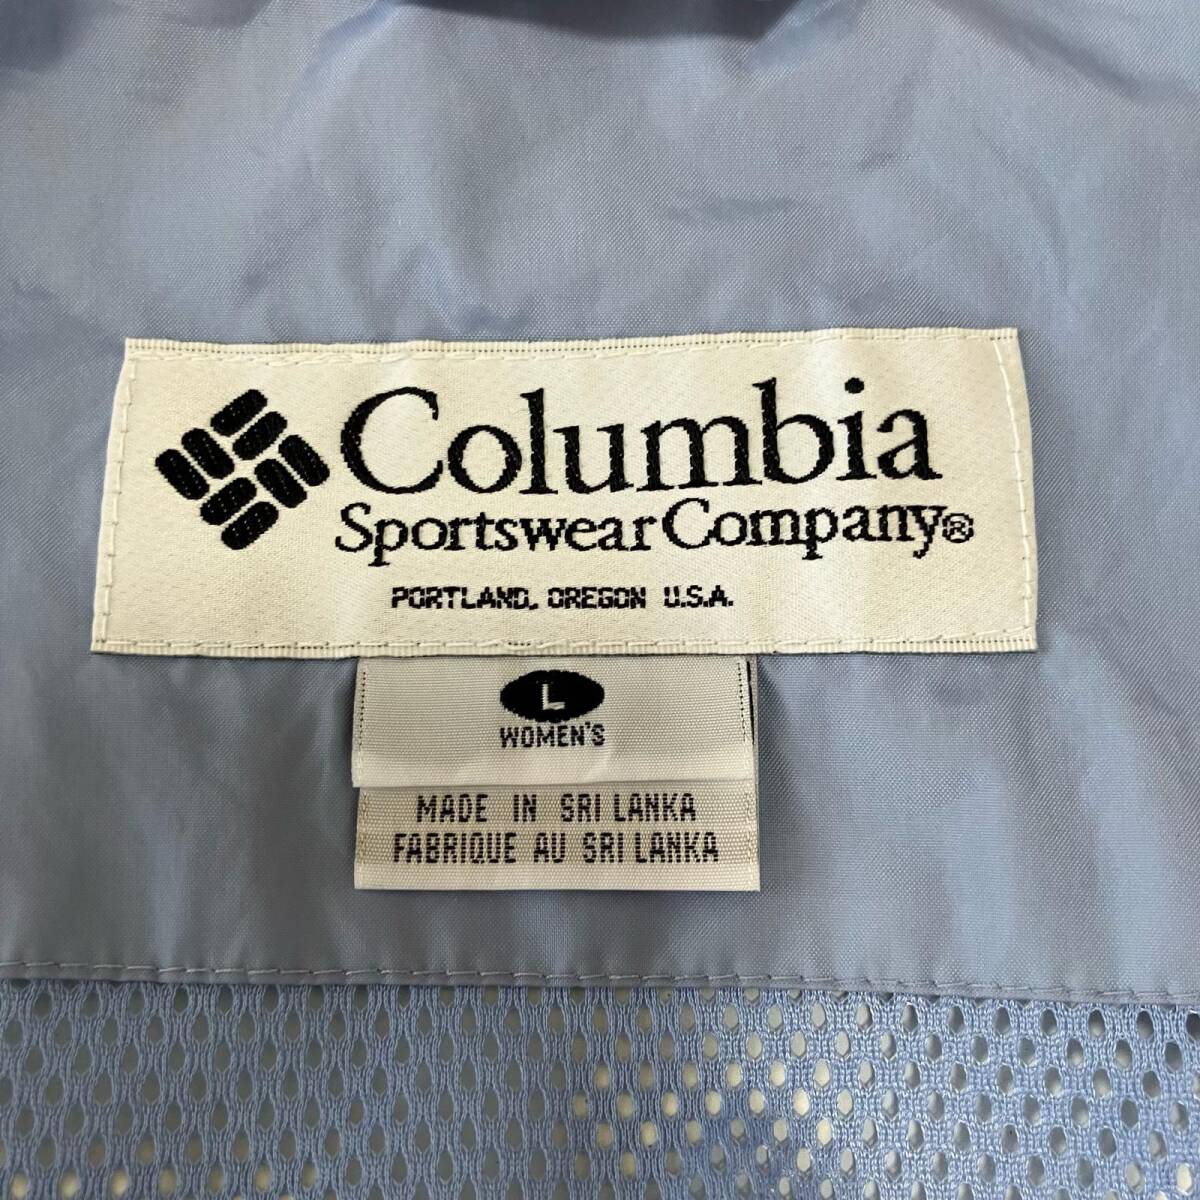 Columbia
Sportswear Company®
PORTLAND, OREGON U.S.A.
L
WOMEN'S
MADE IN SRI LANKA
FABRIQUE AU SRI LANKA